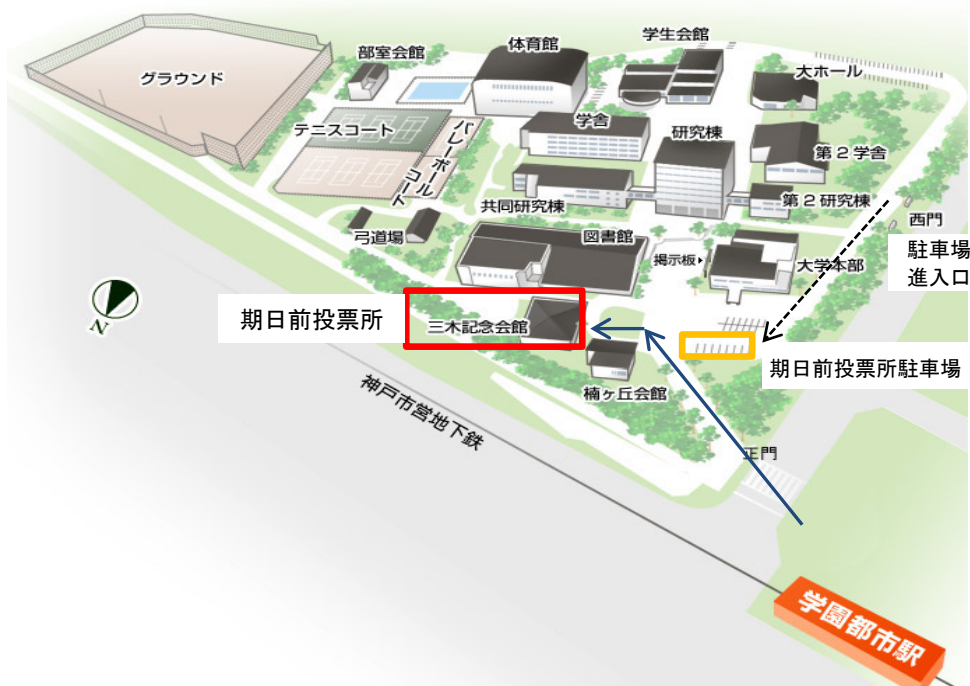 学生会館
体育館
部室会館
大ホール
グラウンド
学舎
テニスコート
バレーボール
コート
研究棟
第2学舎
第2研究棟
共同研究棟
西門
弓道場
図書館
掲示板
大学本部
駐車場
進入口
N
期日前投票所
三木記念会館
期日前投票所駐車場
楠ヶ丘会館
神戸市営地下鉄
正門
学園都市駅